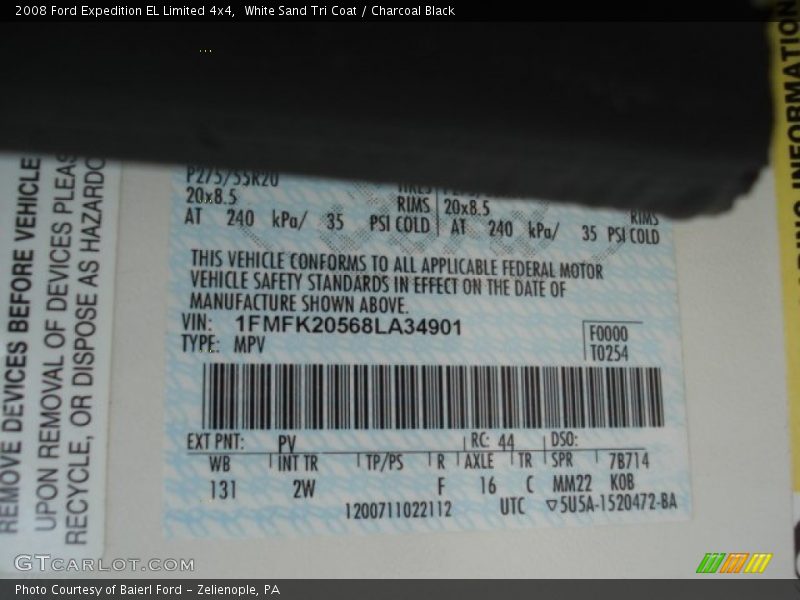 2008 Ford Expedition EL Limited 4x4,  White Sand Tri Coat / Charcoal Black
REMOVE DEVICES BEFORE VEHICLE
UPON REMOVAL OF DEVICES PLEAS
RECYCLE, OR DISPOSE AS HAZARDO
P275/55R20
20x8.5 RIMS 20x8.5 RIMS
AT 240 kPa/ 35 PSI COLD AT 240 kPa/ 35 PSI COLD
THIS VEHICLE CONFORMS TO ALL APPLICABLE FEDERAL MOTOR
VEHICLE SAFETY STANDARDS IN EFFECT ON THE DATE OF
MANUFACTURE SHOWN ABOVE.
VIN: 1FMFK20568LA34901
TYPE: MPV
F0000
T0254
EXT PNT: PV RC: 44 DSO:
WB INT TR TP/PS R AXLE TR SPR 7B714
131 2W F 16 C MM22 K0B
1200711022112 UTC ▽5U5A-1520472-BA
INFORMATION
GTCARLOT.COM
Photo Courtesy of Baierl Ford - Zelienople, PA